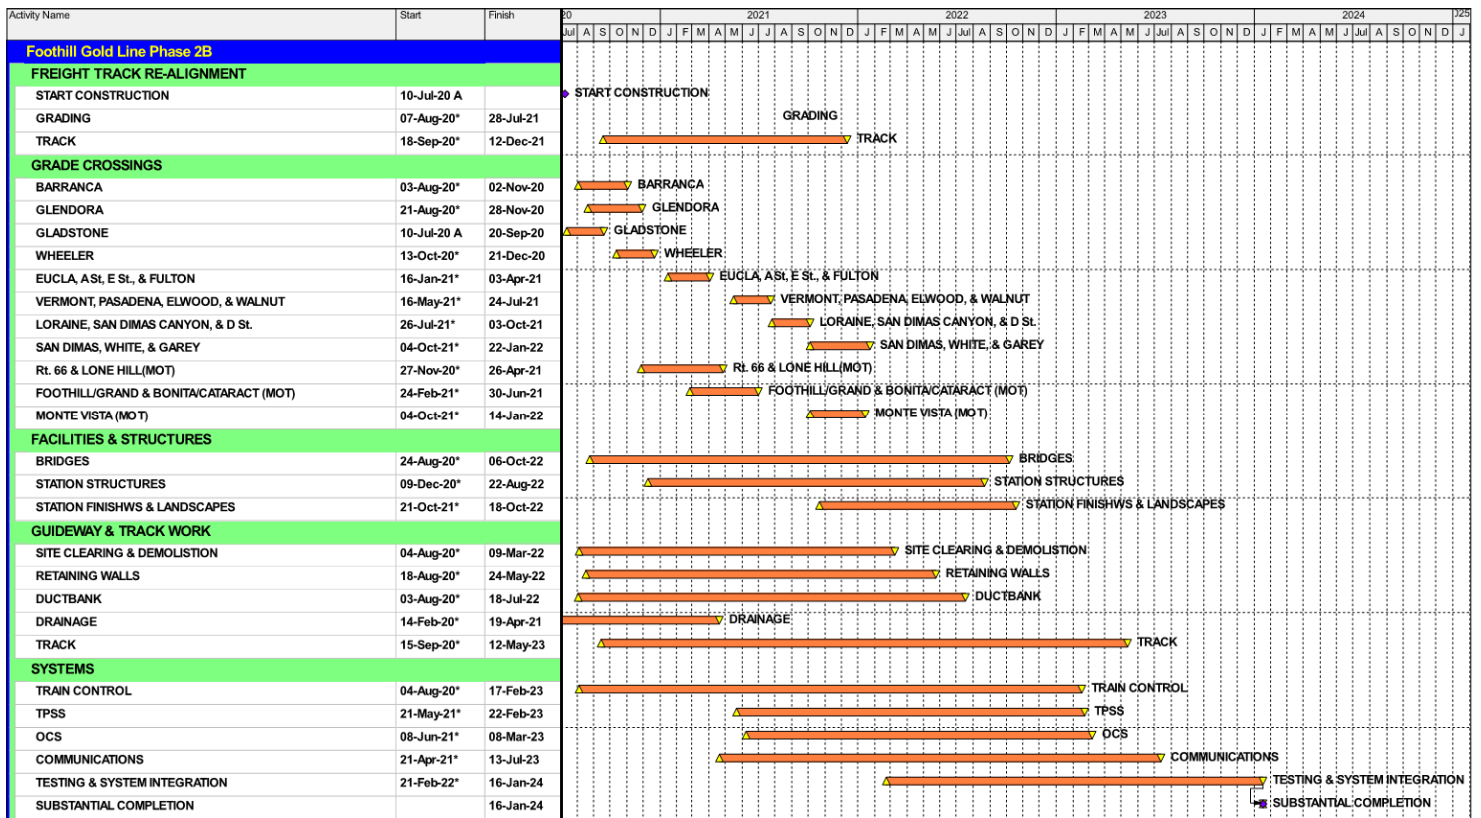 Activity Name Start Finish 20 2021 2022 2023 2024 J25
Jul A S O N D J F M A M J Jul A S O N D J F M A M J Jul A S O N D J F M A M J Jul A S O N D J F M A M J Jul A S O N D J
Foothill Gold Line Phase 2B
FREIGHT TRACK RE-ALIGNMENT
START CONSTRUCTION 10-Jul-20 A START CONSTRUCTION
GRADING 07-Aug-20* 28-Jul-21 GRADING
TRACK 18-Sep-20* 12-Dec-21 TRACK
GRADE CROSSINGS
BARRANCA 03-Aug-20* 02-Nov-20 BARRANCA
GLENDORA 21-Aug-20* 28-Nov-20 GLENDORA
GLADSTONE 10-Jul-20 A 20-Sep-20 GLADSTONE
WHEELER 13-Oct-20* 21-Dec-20 WHEELER
EUCLA, A St, E St., & FULTON 16-Jan-21* 03-Apr-21 EUCLA, A St, E St., & FULTON
VERMONT, PASADENA, ELWOOD, & WALNUT 16-May-21* 24-Jul-21 VERMONT, PASADENA, ELWOOD, & WALNUT
LORAINE, SAN DIMAS CANYON, & D St. 26-Jul-21* 03-Oct-21 LORAINE, SAN DIMAS CANYON, & D St.
SAN DIMAS, WHITE, & GAREY 04-Oct-21* 22-Jan-22 SAN DIMAS, WHITE, & GAREY
Rt. 66 & LONE HILL(MOT) 27-Nov-20* 26-Apr-21 Rt. 66 & LONE HILL(MOT)
FOOTHILL/GRAND & BONITA/CATARACT (MOT) 24-Feb-21* 30-Jun-21 FOOTHILL/GRAND & BONITA/CATARACT (MOT)
MONTE VISTA (MOT) 04-Oct-21* 14-Jan-22 MONTE VISTA (MOT)
FACILITIES & STRUCTURES
BRIDGES 24-Aug-20* 06-Oct-22 BRIDGES
STATION STRUCTURES 09-Dec-20* 22-Aug-22 STATION STRUCTURES
STATION FINISHWS & LANDSCAPES 21-Oct-21* 18-Oct-22 STATION FINISHWS & LANDSCAPES
GUIDEWAY & TRACK WORK
SITE CLEARING & DEMOLISTION 04-Aug-20* 09-Mar-22 SITE CLEARING & DEMOLISTION
RETAINING WALLS 18-Aug-20* 24-May-22 RETAINING WALLS
DUCTBANK 03-Aug-20* 18-Jul-22 DUCTBANK
DRAINAGE 14-Feb-20* 19-Apr-21 DRAINAGE
TRACK 15-Sep-20* 12-May-23 TRACK
SYSTEMS
TRAIN CONTROL 04-Aug-20* 17-Feb-23 TRAIN CONTROL
TPSS 21-May-21* 22-Feb-23 TPSS
OCS 08-Jun-21* 08-Mar-23 OCS
COMMUNICATIONS 21-Apr-21* 13-Jul-23 COMMUNICATIONS
TESTING & SYSTEM INTEGRATION 21-Feb-22* 16-Jan-24 TESTING & SYSTEM INTEGRATION
SUBSTANTIAL COMPLETION 16-Jan-24 SUBSTANTIAL COMPLETION